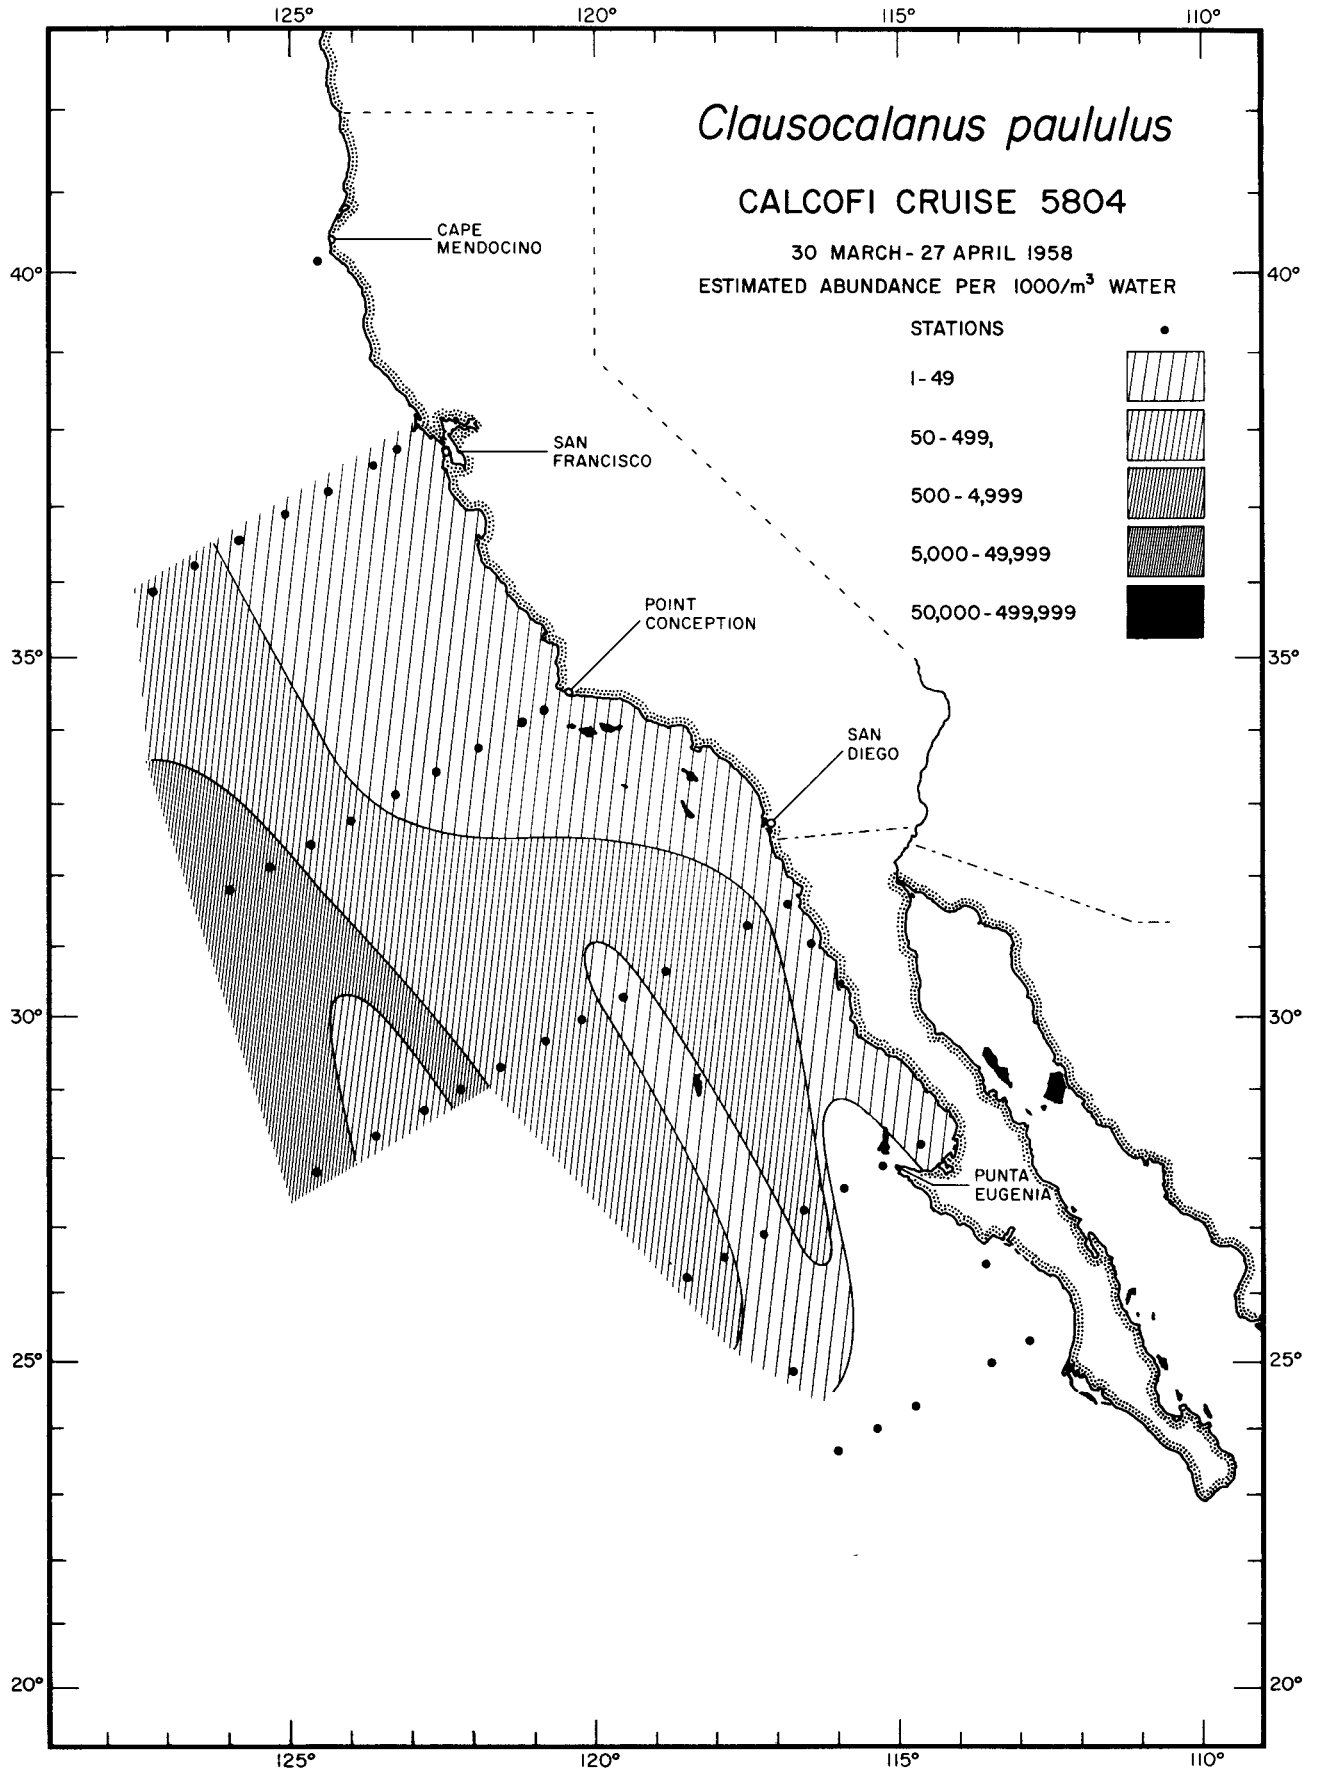 125° 120° 115° 110°
Clausocalanus paululus
CALCOFI CRUISE 5804
30 MARCH - 27 APRIL 1958
ESTIMATED ABUNDANCE PER 1000/m³ WATER
STATIONS
1 - 49
50 - 499,
500 - 4,999
5,000 - 49,999
50,000 - 499,999
CAPE
MENDOCINO
40° 40°
SAN
FRANCISCO
POINT
CONCEPTION
35° 35°
SAN
DIEGO
30° 30°
PUNTA
EUGENIA
25° 25°
20° 20°
125° 120° 115° 110°